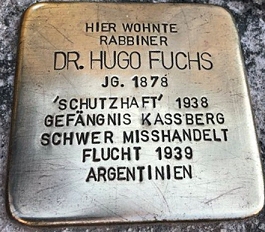 HIER WOHNTE
RABBINER
DR. HUGO FUCHS
JG. 1878
'SCHUTZHAFT' 1938
GEFÄNGNIS KASSBERG
SCHWER MISSHANDELT
FLUCHT 1939
ARGENTINIEN